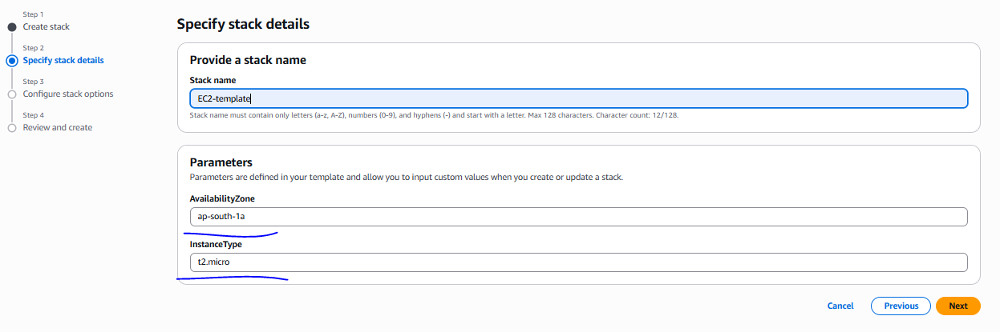 Step 1
Create stack
Step 2
Specify stack details
Step 3
Configure stack options
Step 4
Review and create
Specify stack details
Provide a stack name
Stack name
EC2-template
Stack name must contain only letters (a-z, A-Z), numbers (0-9), and hyphens (-) and start with a letter. Max 128 characters. Character count: 12/128.
Parameters
Parameters are defined in your template and allow you to input custom values when you create or update a stack.
AvailabilityZone
ap-south-1a
InstanceType
t2.micro
Cancel Previous Next